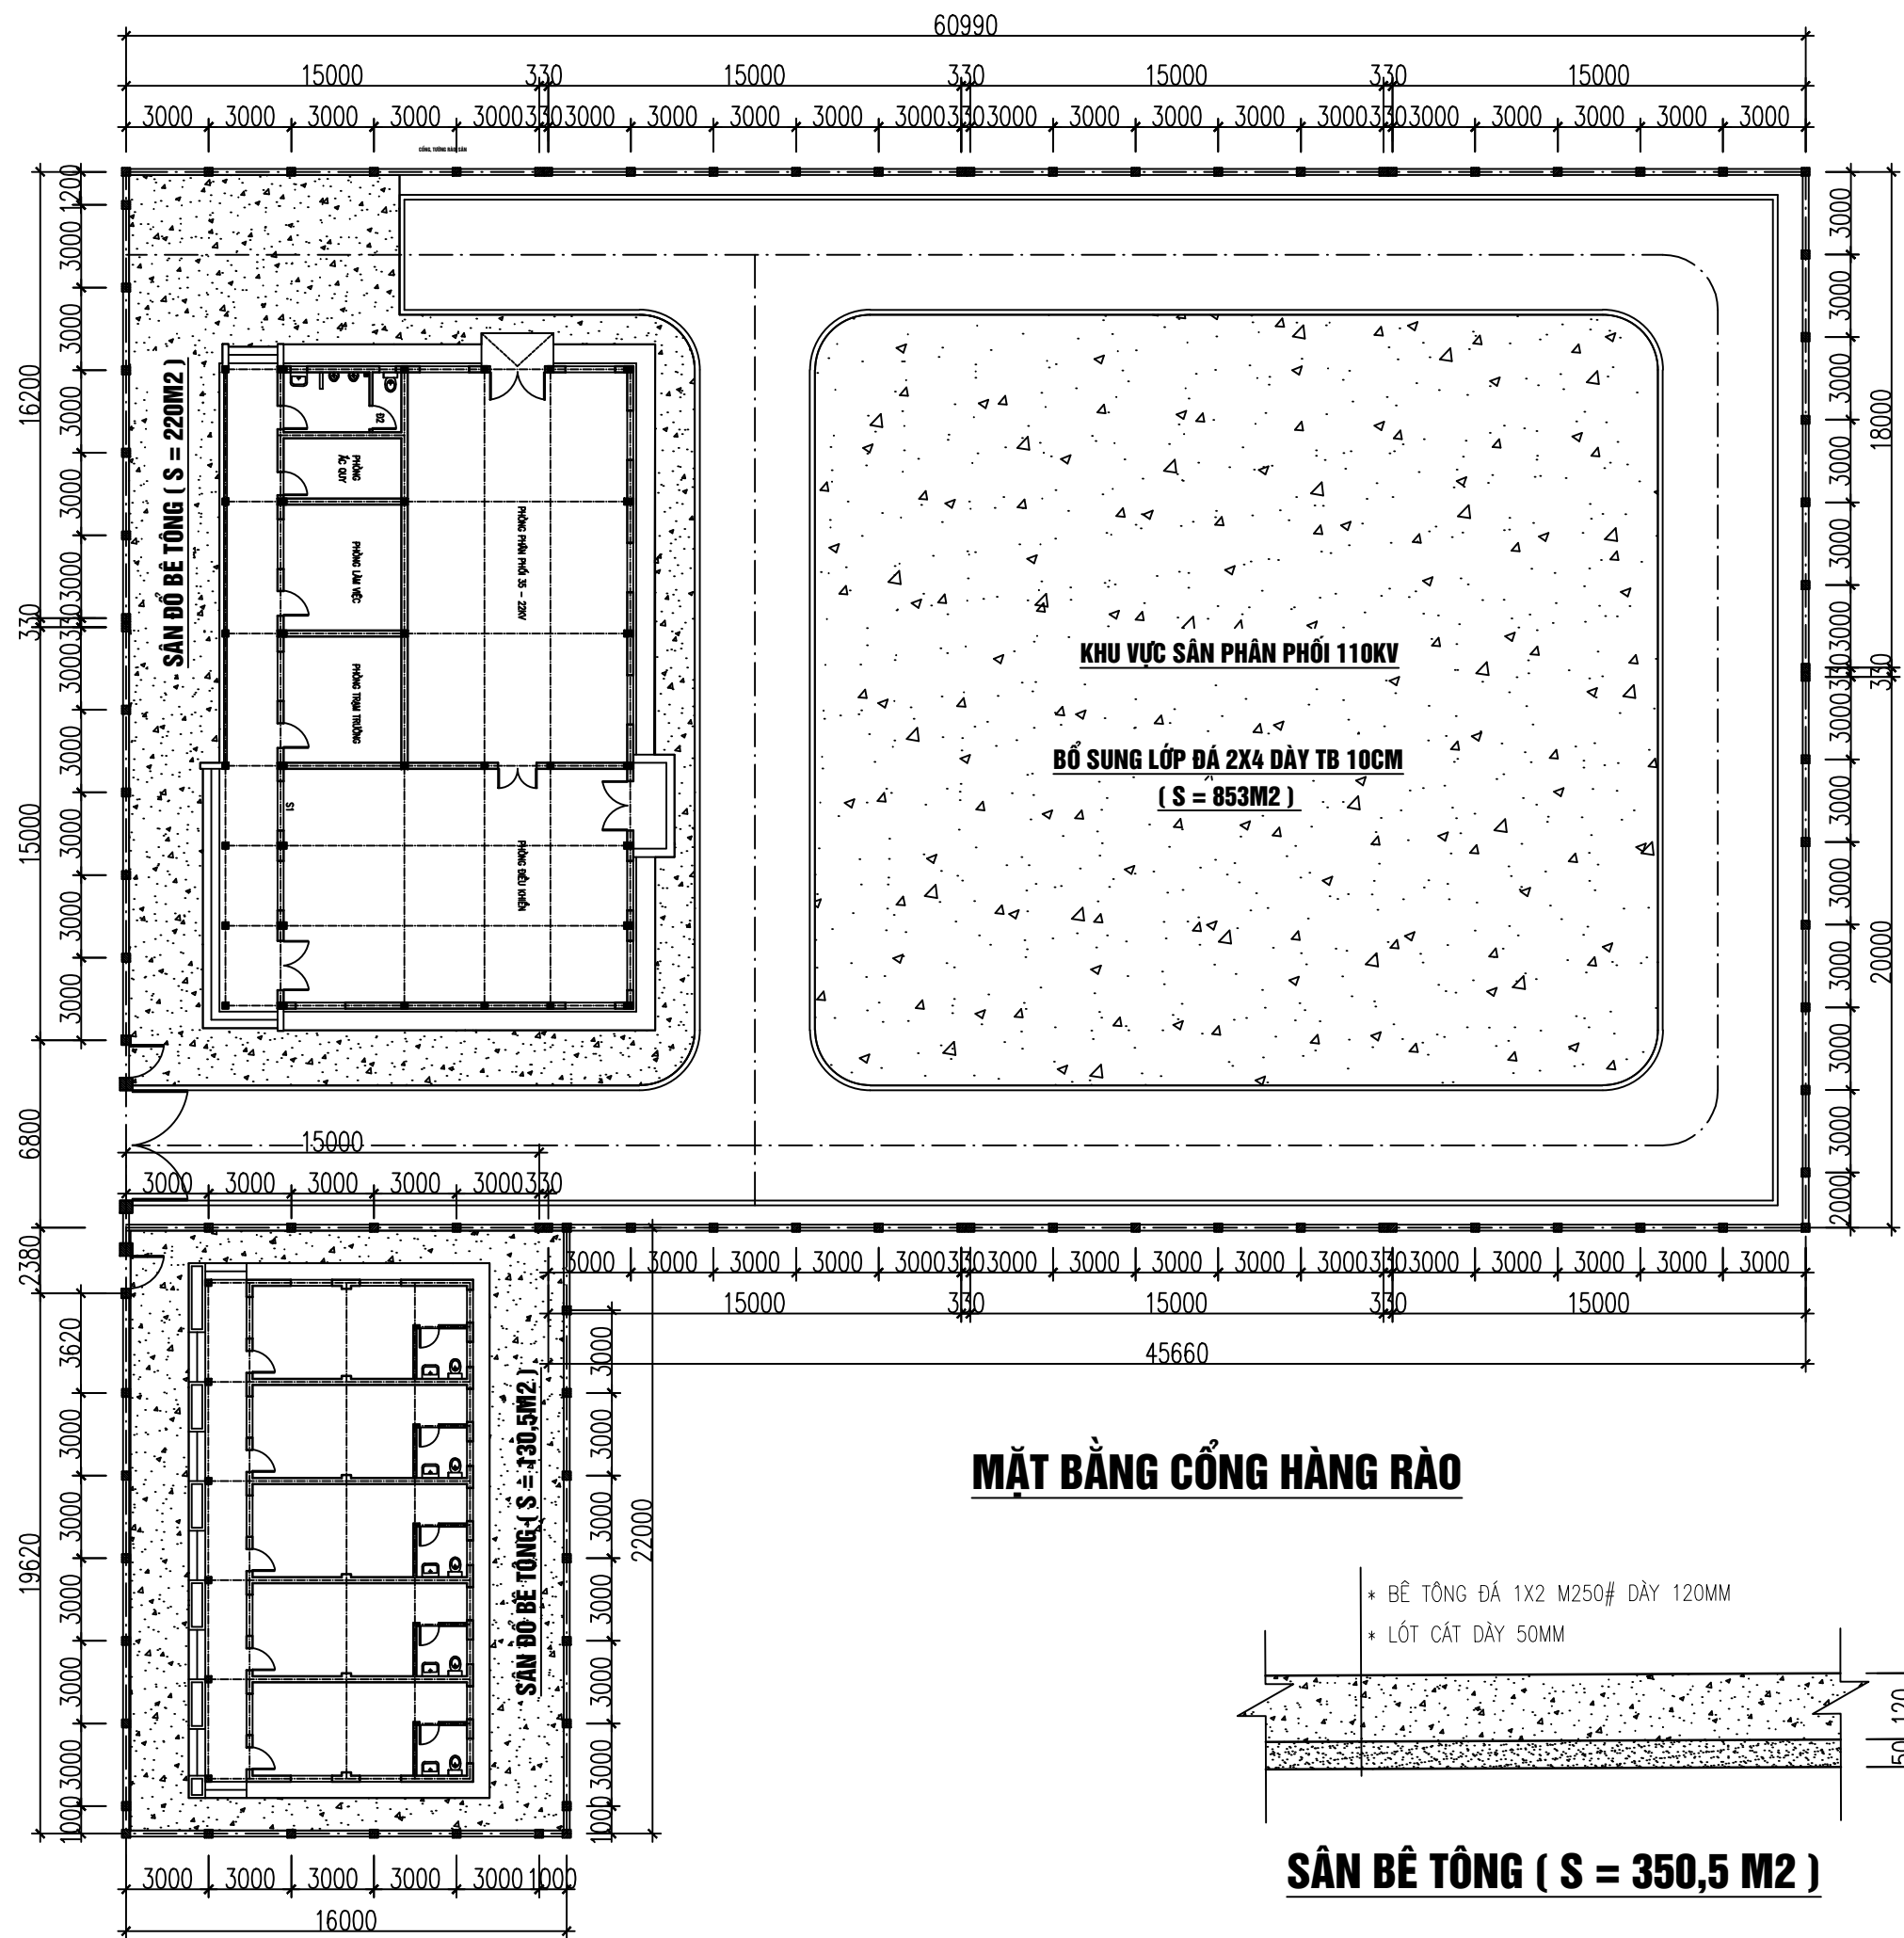 60990
15000 330 15000 330 15000 330 15000
3000 3000 3000 3000 3000 330 3000 3000 3000 3000 3000 330 3000 3000 3000 3000 3000 330 3000 3000 3000 3000 3000
CỔNG, TƯỜNG RÀO, SÂN
16200
330
15000
6800
2380
19620
1200
3000
3000
3000
3000
3000
330
3000
3000
3000
3000
3000
3620
3000
3000
3000
3000
3000
1000
SÂN ĐỔ BÊ TÔNG ( S = 220M2 )
Đ2
PHÒNG
ẮC QUY
PHÒNG LÀM VIỆC
PHÒNG TRẠM TRƯỞNG
PHÒNG PHÂN PHỐI 35 - 22KV
S1
PHÒNG ĐIỀU KHIỂN
KHU VỰC SÂN PHÂN PHỐI 110KV
BỔ SUNG LỚP ĐÁ 2X4 DÀY TB 10CM
( S = 853M2 )
3000
3000
3000
3000
3000
3000
330
3000
3000
3000
3000
3000
3000
2000
18000
330
20000
15000
3000 3000 3000 3000 3000 330
3000 3000 3000 3000 3000 330 3000 3000 3000 3000 3000 330 3000 3000 3000 3000 3000
15000 330 15000 330 15000
45660
SÂN ĐỔ BÊ TÔNG ( S = 130,5M2 )
3000
3000
3000
3000
3000
3000
1000
22000
3000 3000 3000 3000 3000 1000
16000
MẶT BẰNG CỔNG HÀNG RÀO
* BÊ TÔNG ĐÁ 1X2 M250# DÀY 120MM
* LÓT CÁT DÀY 50MM
120
50
SÂN BÊ TÔNG ( S = 350,5 M2 )